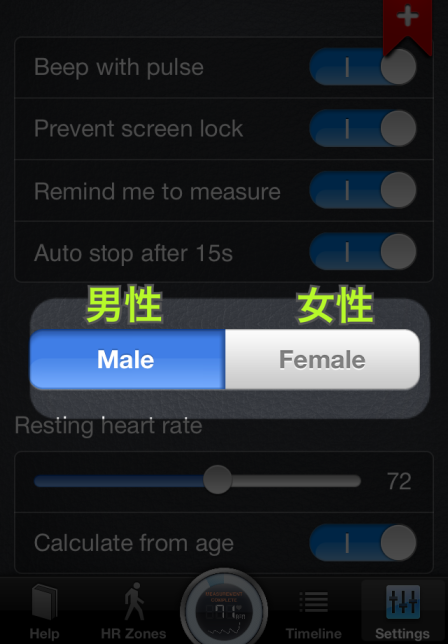 Beep with pulse
Prevent screen lock
Remind me to measure
Auto stop after 15s
男性 女性
Male Female
Resting heart rate
72
Calculate from age
Help HR Zones Timeline Settings